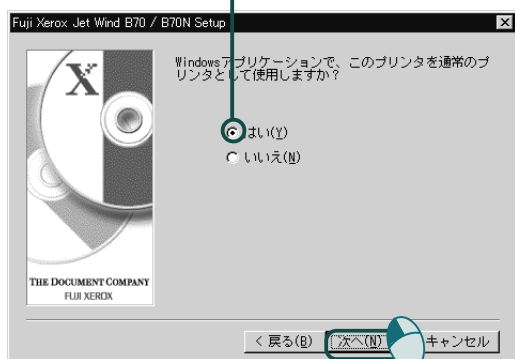 Fuji Xerox Jet Wind B70 / B70N Setup
Windowsアプリケーションで、このプリンタを通常のプ
リンタとして使用しますか？
はい(Y)
いいえ(N)
X
THE DOCUMENT COMPANY
FUJI XEROX
< 戻る(B)
次へ(N)
キャンセル